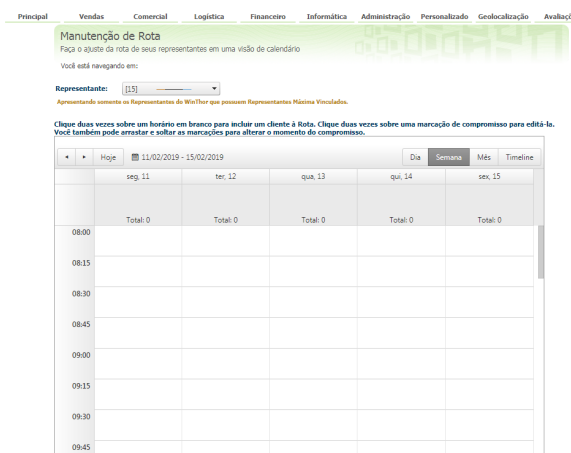 Principal Vendas Comercial Logística Financeiro Informática Administração Personalizado Geolocalização Avaliaçõ
Manutenção de Rota
Faça o ajuste da rota de seus representantes em uma visão de calendário
Você está navegando em:
Representante: [15]
Apresentando somente os Representantes do WinThor que possuem Representantes Máxima Vinculados.
Clique duas vezes sobre um horário em branco para incluir um cliente á Rota. Clique duas vezes sobre uma marcação de compromisso para editá-la.
Você também pode arrastar e soltar as marcações para alterar o momento do compromisso.
Hoje 11/02/2019 - 15/02/2019 Dia Semana Mês Timeline
seg, 11 ter, 12 qua, 13 qui, 14 sex, 15
Total: 0 Total: 0 Total: 0 Total: 0 Total: 0
08:00
08:15
08:30
08:45
09:00
09:15
09:30
09:45